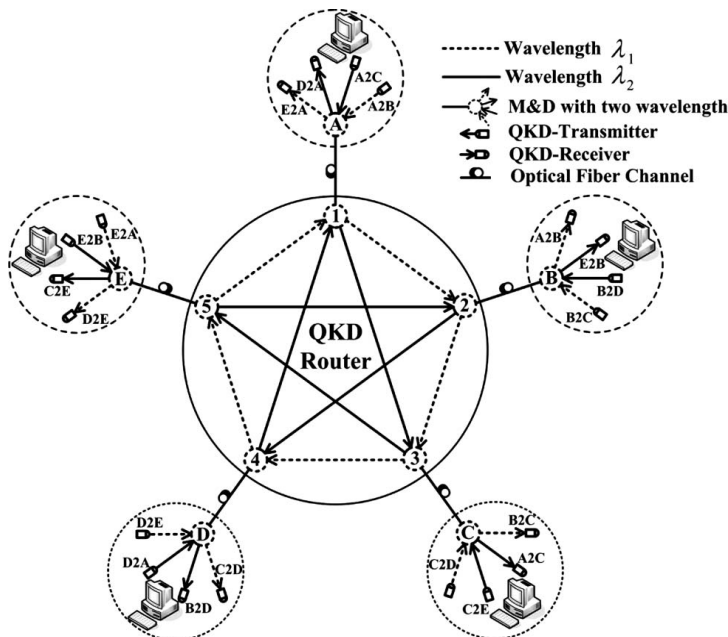 Wavelength λ1
Wavelength λ2
M&D with two wavelength
QKD-Transmitter
QKD-Receiver
Optical Fiber Channel
D2A
A2C
E2A
A2B
A
1
E2A
E2B
E
C2E
D2E
A2B
E2B
B
B2D
B2C
5
2
QKD
Router
4
3
D2E
D
D2A
C2D
B2D
B2C
C
A2C
C2D
C2E